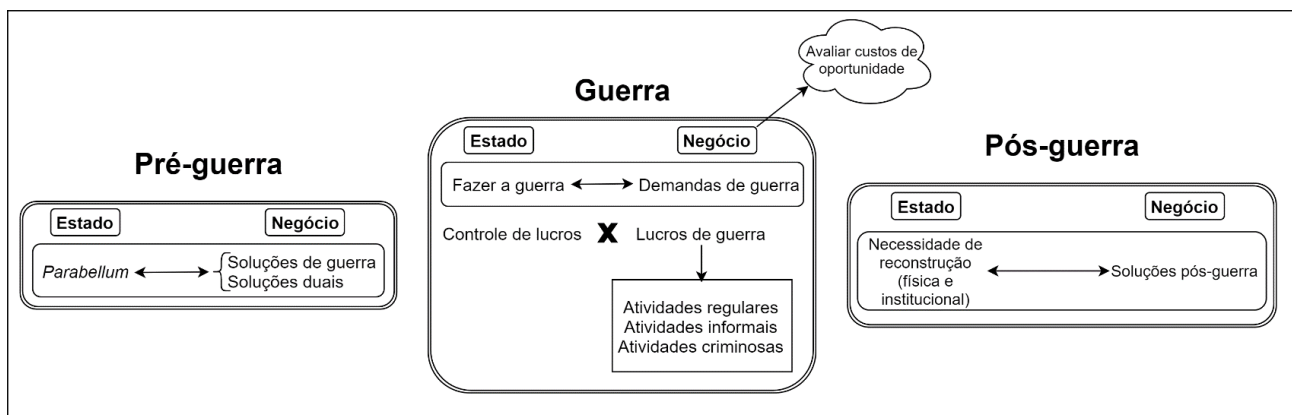 Pré-guerra
Estado
Negócio
Parabellum
Soluções de guerra
Soluções duais
Guerra
Avaliar custos de
oportunidade
Estado
Negócio
Fazer a guerra
Demandas de guerra
Controle de lucros
X
Lucros de guerra
Atividades regulares
Atividades informais
Atividades criminosas
Pós-guerra
Estado
Negócio
Necessidade de
reconstrução
(física e
institucional)
Soluções pós-guerra